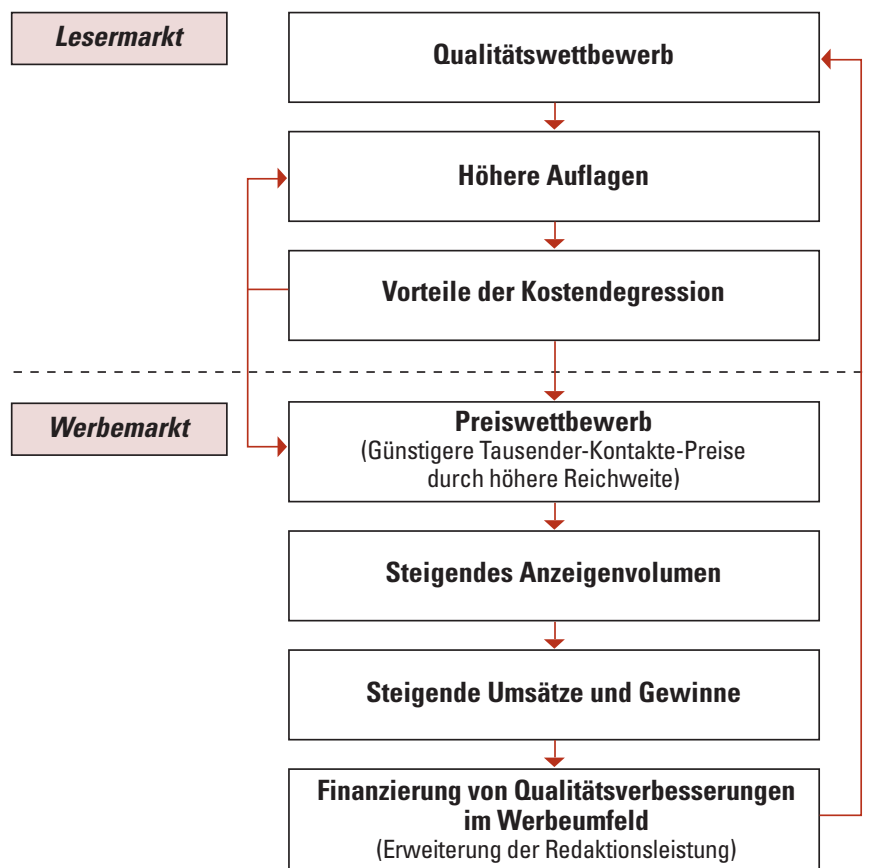 Lesermarkt
Qualitätswettbewerb
Höhere Auflagen
Vorteile der Kostendegression
Werbemarkt
Preiswettbewerb
(Günstigere Tausender-Kontakte-Preise
durch höhere Reichweite)
Steigendes Anzeigenvolumen
Steigende Umsätze und Gewinne
Finanzierung von Qualitätsverbesserungen
im Werbeumfeld
(Erweiterung der Redaktionsleistung)